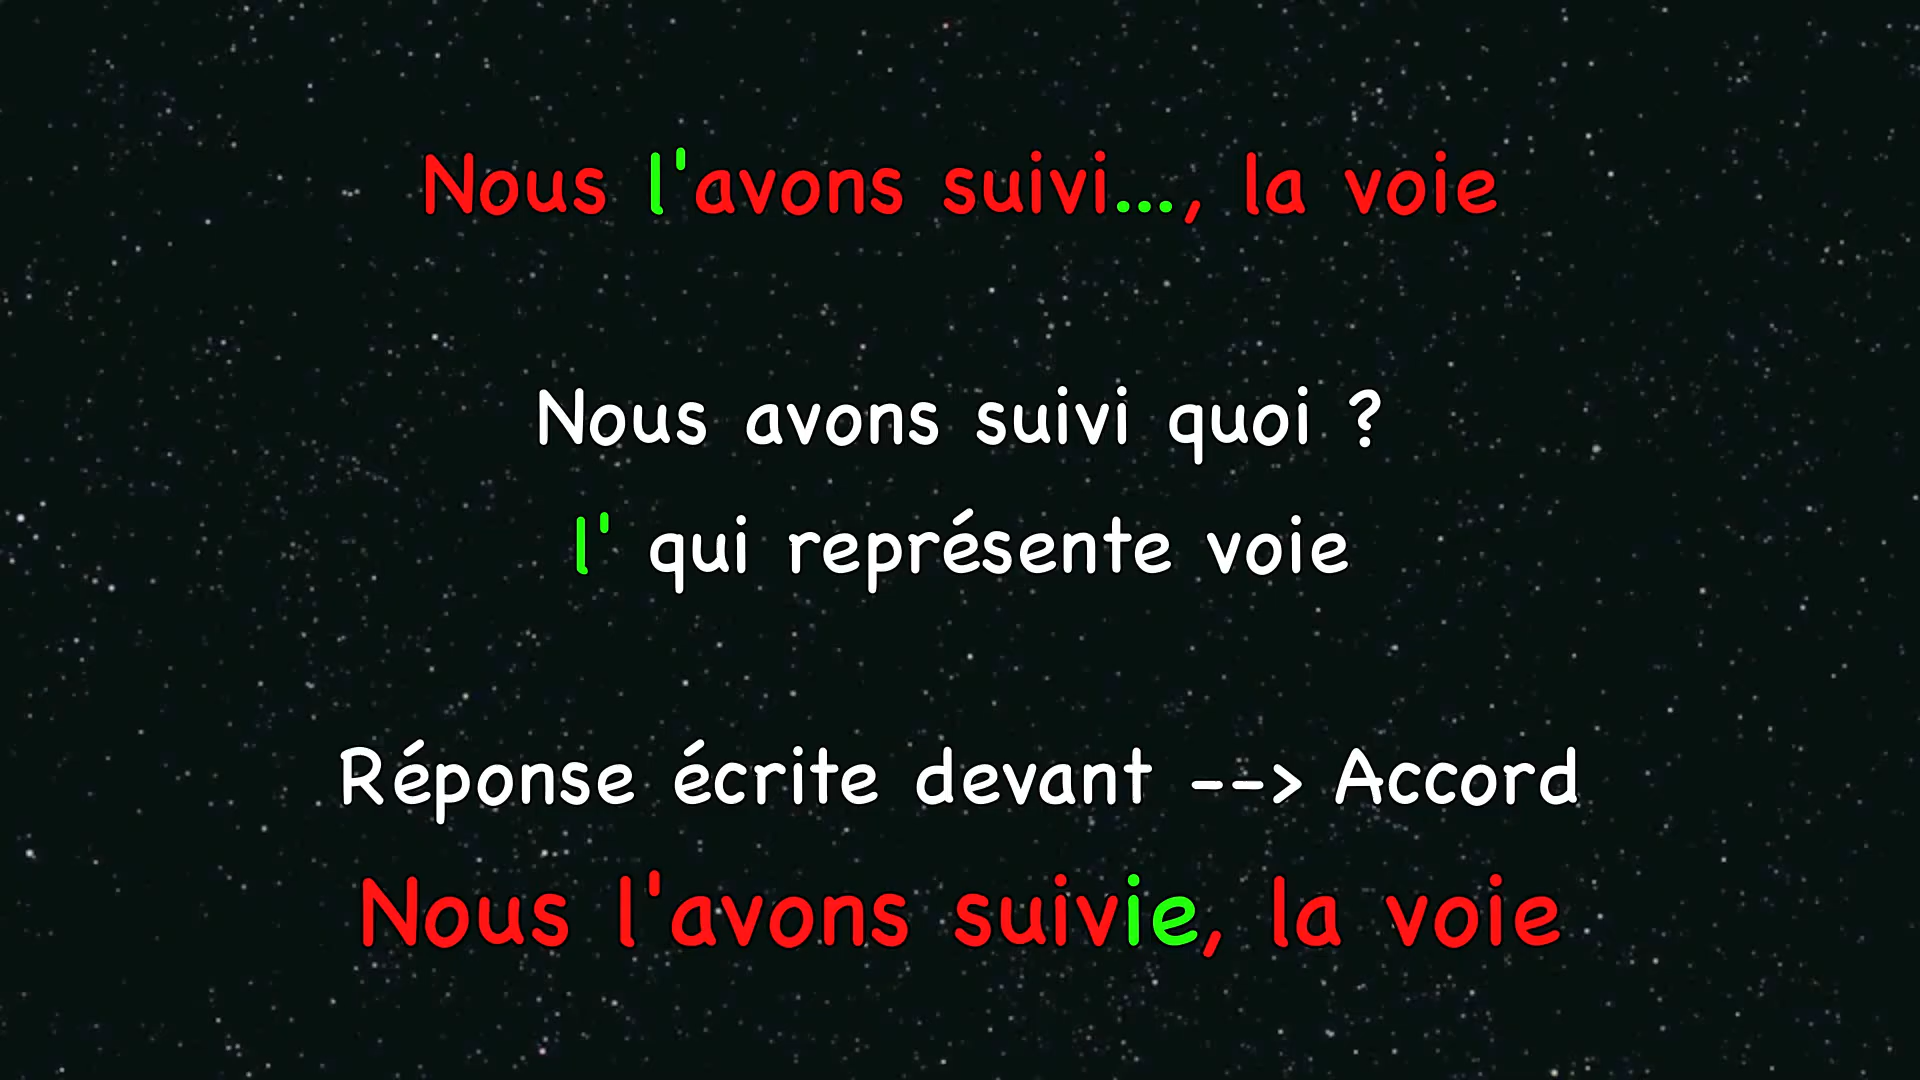 Nous l'avons suivi..., la voie
Nous avons suivi quoi ?
l' qui représente voie
Réponse écrite devant --> Accord
Nous l'avons suivie, la voie